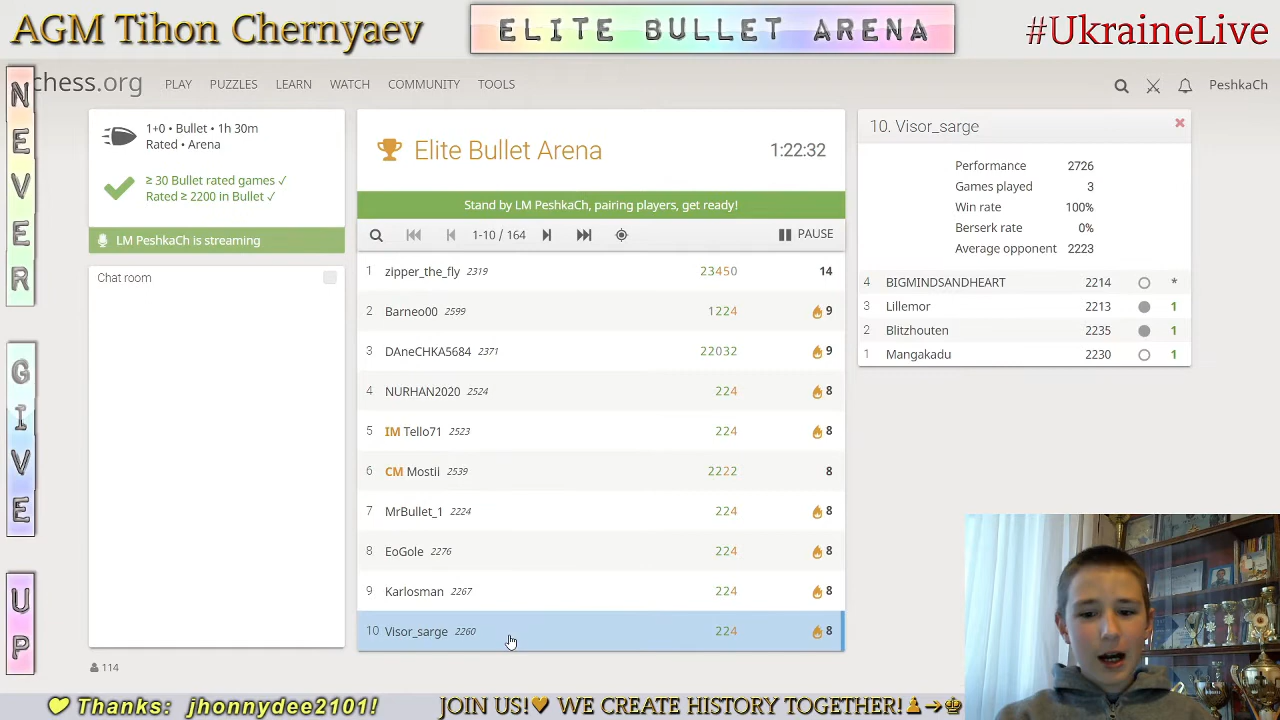 AGM Tihon Chernyaev
ELITE BULLET ARENA
#UkraineLive
NEVER
GIVE
UP
chess.org
PLAY PUZZLES LEARN WATCH COMMUNITY TOOLS
PeshkaCh
1+0 • Bullet • 1h 30m
Rated • Arena
≥ 30 Bullet rated games ✓
Rated ≥ 2200 in Bullet ✓
LM PeshkaCh is streaming
Chat room
114
Elite Bullet Arena 1:22:32
Stand by LM PeshkaCh, pairing players, get ready!
1-10 / 164 PAUSE
1 zipper_the_fly 2319 23450 14
2 Barneo00 2599 1224 9
3 DAneCHKA5684 2371 22032 9
4 NURHAN2020 2524 224 8
5 IM Tello71 2523 224 8
6 CM Mostii 2539 2222 8
7 MrBullet_1 2224 224 8
8 EoGole 2276 224 8
9 Karlosman 2267 224 8
10 Visor_sarge 2260 224 8
10. Visor_sarge
Performance 2726
Games played 3
Win rate 100%
Berserk rate 0%
Average opponent 2223
4 BIGMINDSANDHEART 2214 *
3 Lillemor 2213 1
2 Blitzhouten 2235 1
1 Mangakadu 2230 1
Thanks: jhonnydee2101! JOIN US! WE CREATE HISTORY TOGETHER!